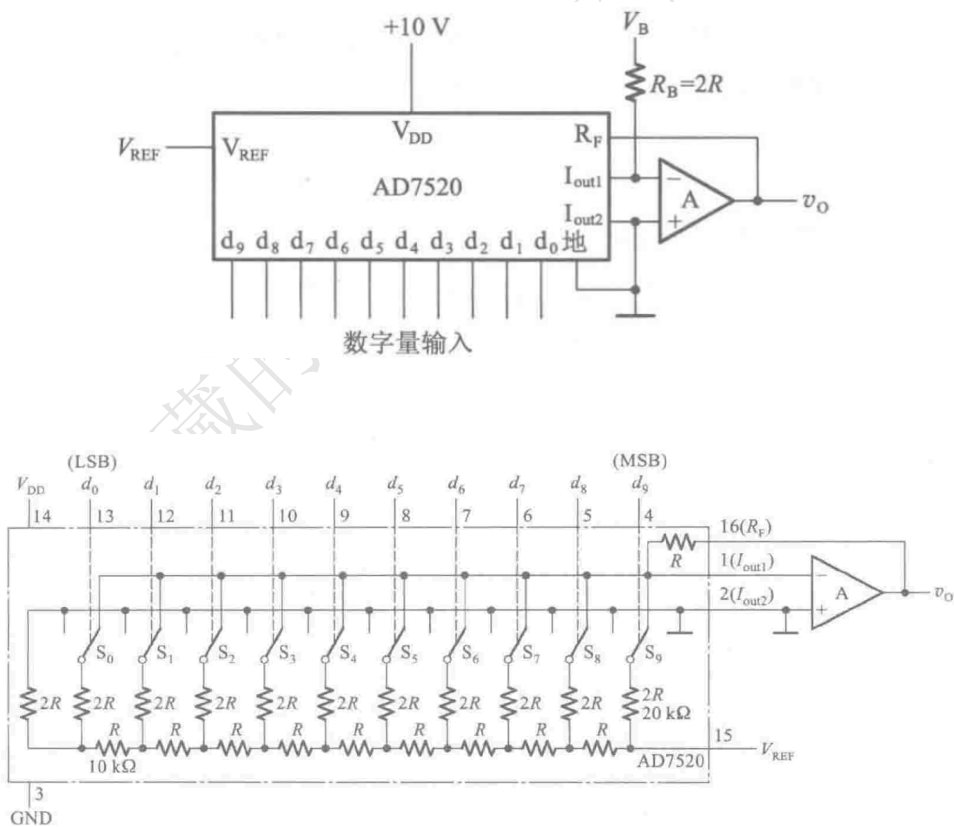 +10 V
V_B
R_B=2R
V_REF
V_REF
V_DD
R_F
AD7520
I_out1
I_out2
A
−
+
v_O
d_9 d_8 d_7 d_6 d_5 d_4 d_3 d_2 d_1 d_0 地
数字量输入
(LSB) (MSB)
V_DD d_0 d_1 d_2 d_3 d_4 d_5 d_6 d_7 d_8 d_9
14 13 12 11 10 9 8 7 6 5 4
16(R_F)
R
1(I_out1)
2(I_out2)
−
A
+
v_O
S_0 S_1 S_2 S_3 S_4 S_5 S_6 S_7 S_8 S_9
2R 2R 2R 2R 2R 2R 2R 2R 2R 2R 2R
20 kΩ
R R R R R R R R R
10 kΩ
15
AD7520
V_REF
3
GND